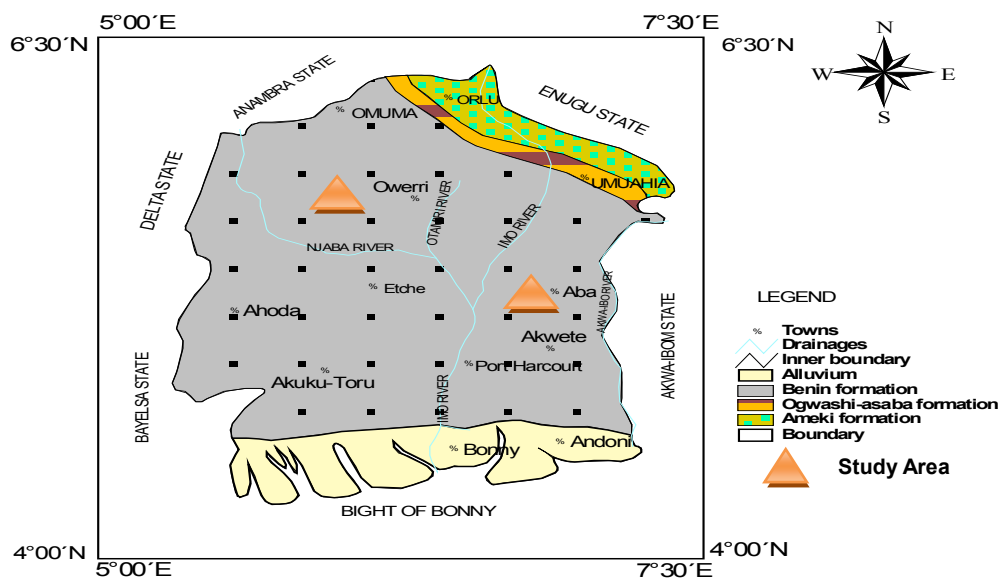 5°00´E
7°30´E
6°30´N
6°30´N
N
W
E
S
ANAMBRA STATE
ENUGU STATE
DELTA STATE
ORLU
OMUMA
UMUAHIA
Owerri
OTAMIRI RIVER
IMO RIVER
NJABA RIVER
Etche
Aba
Ahoda
AKWA-IBO RIVER
AKWA-IBOM STATE
Akwete
Port Harcourt
Akuku-Toru
BAYELSA STATE
IMO RIVER
Bonny
Andoni
BIGHT OF BONNY
LEGEND
Towns
Drainages
Inner boundary
Alluvium
Benin formation
Ogwashi-asaba formation
Ameki formation
Boundary
Study Area
4°00´N
4°00´N
5°00´E
7°30´E